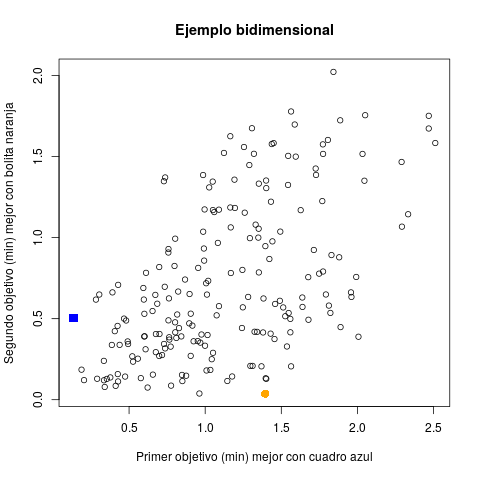 Ejemplo bidimensional
Segundo objetivo (min) mejor con bolita naranja
2.0
1.5
1.0
0.5
0.0
0.5 1.0 1.5 2.0 2.5
Primer objetivo (min) mejor con cuadro azul